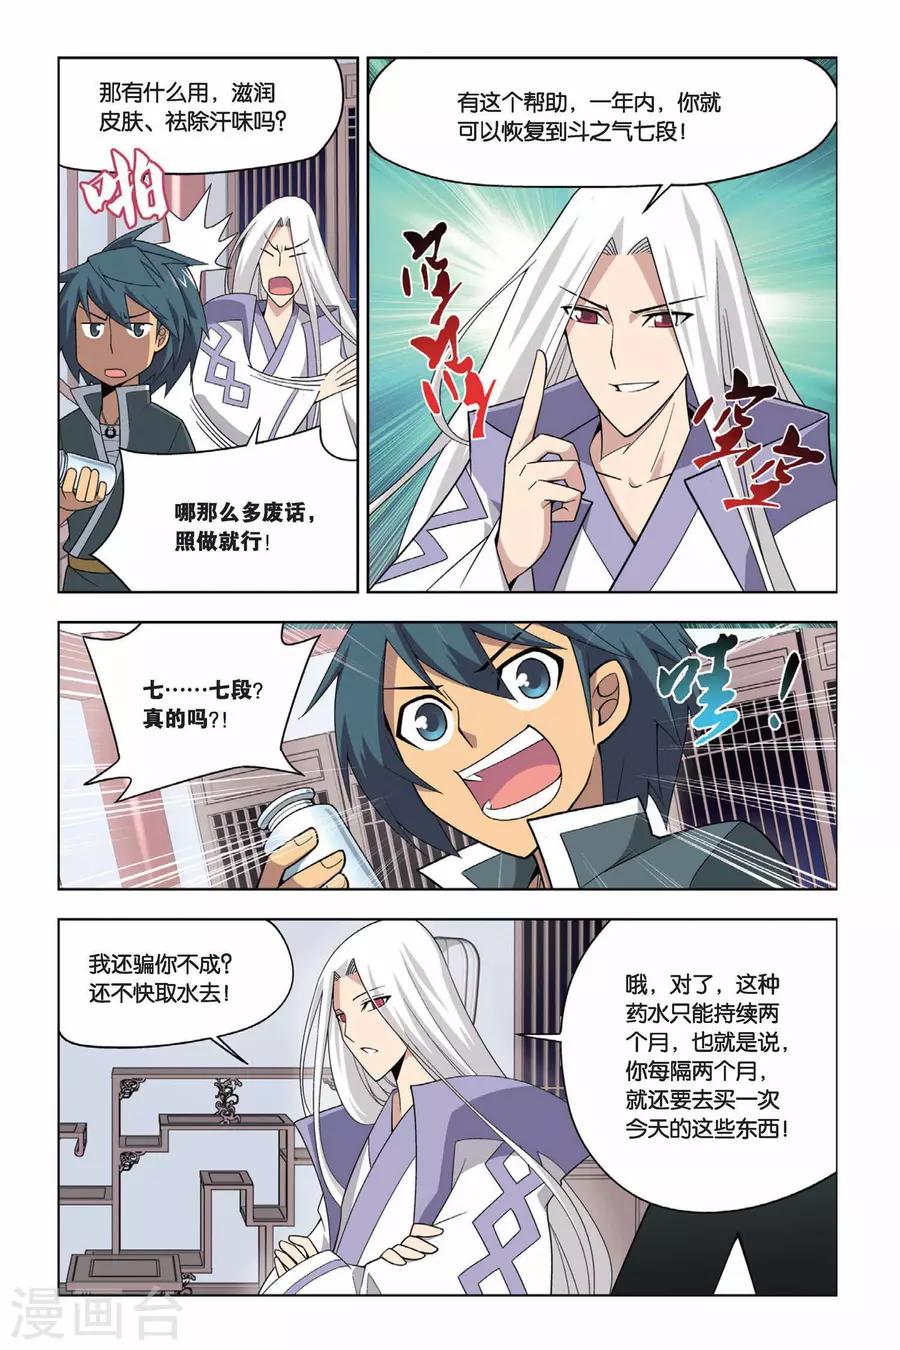 那有什么用，滋润
皮肤、祛除汗味吗？
啪
哪那么多废话，
照做就行！
有这个帮助，一年内，你就
可以恢复到斗之气七段！
空
空
七……七段？
真的吗？！
哇！
我还骗你不成？
还不快取水去！
哦，对了，这种
药水只能持续两
个月，也就是说，
你每隔两个月，
就还要去买一次
今天的这些东西！
漫画台